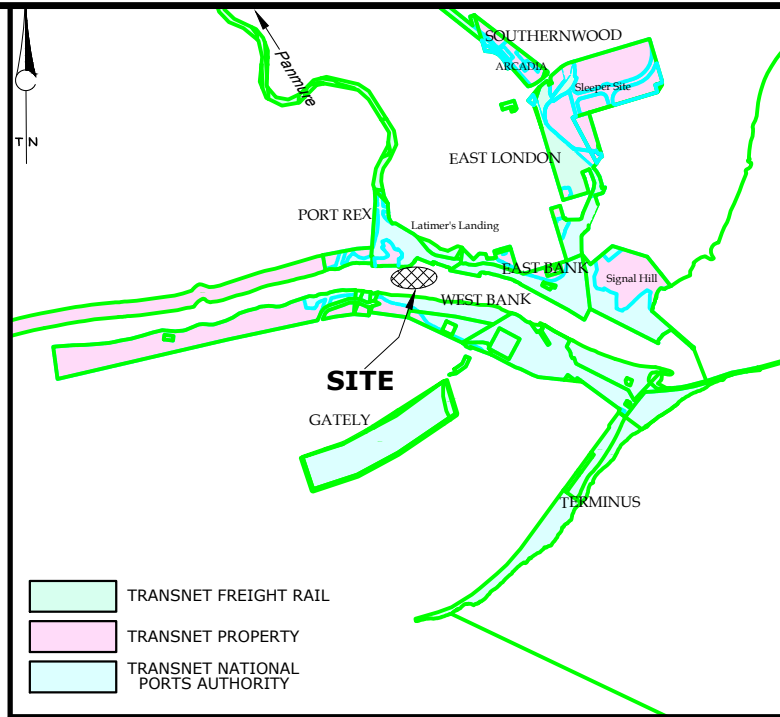 SOUTHERNWOOD
ARCADIA
Panmure
Sleeper Site
TN
EAST LONDON
PORT REX
Latimer's Landing
EAST BANK
Signal Hill
WEST BANK
SITE
GATELY
TERMINUS
TRANSNET FREIGHT RAIL
TRANSNET PROPERTY
TRANSNET NATIONAL
PORTS AUTHORITY